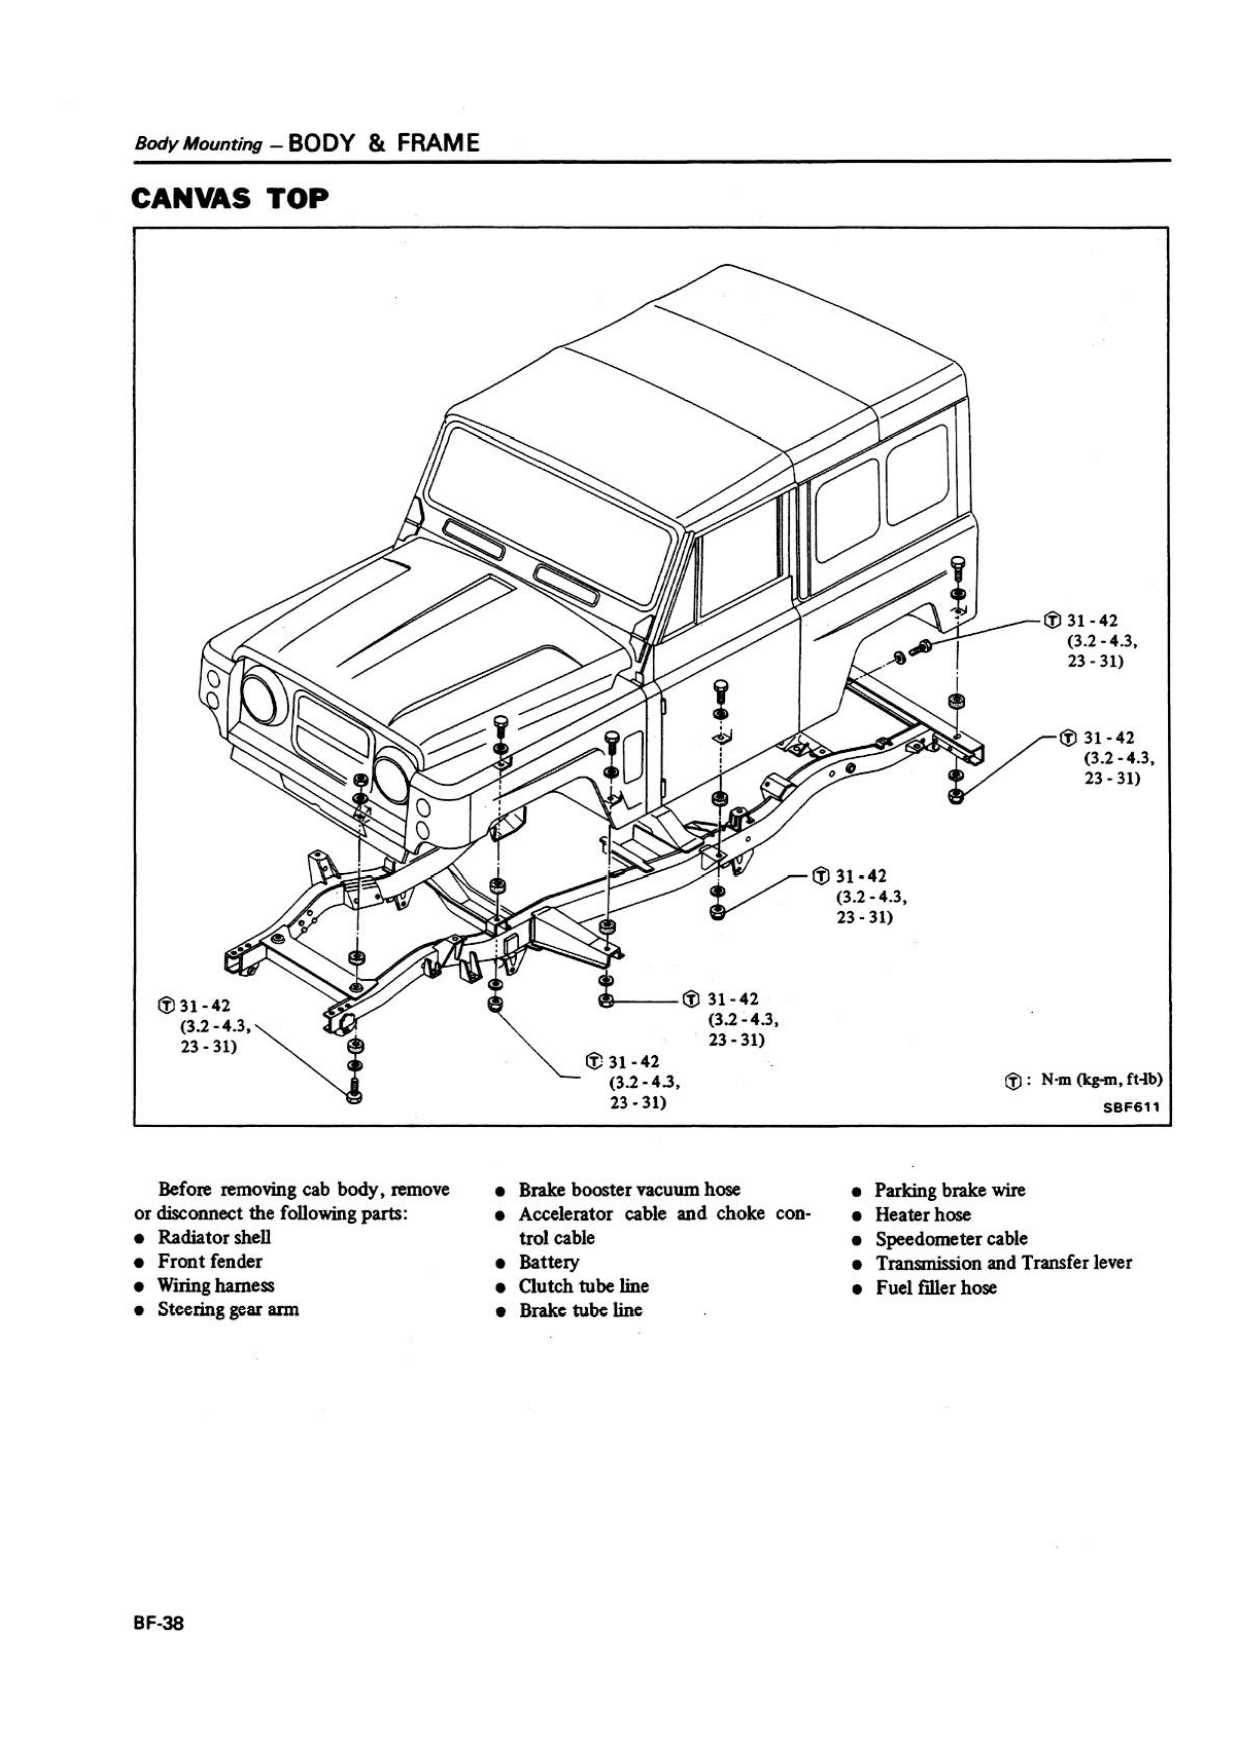 Body Mounting – BODY & FRAME
CANVAS TOP
Ⓣ 31 - 42
(3.2 - 4.3,
23 - 31)
Ⓣ 31 - 42
(3.2 - 4.3,
23 - 31)
Ⓣ 31 - 42
(3.2 - 4.3,
23 - 31)
Ⓣ 31 - 42
(3.2 - 4.3,
23 - 31)
Ⓣ 31 - 42
(3.2 - 4.3,
23 - 31)
Ⓣ 31 - 42
(3.2 - 4.3,
23 - 31)
Ⓣ : N·m (kg-m, ft-lb)
SBF611
Before removing cab body, remove
or disconnect the following parts:
● Radiator shell
● Front fender
● Wiring harness
● Steering gear arm
● Brake booster vacuum hose
● Accelerator cable and choke con-
trol cable
● Battery
● Clutch tube line
● Brake tube line
● Parking brake wire
● Heater hose
● Speedometer cable
● Transmission and Transfer lever
● Fuel filler hose
BF-38